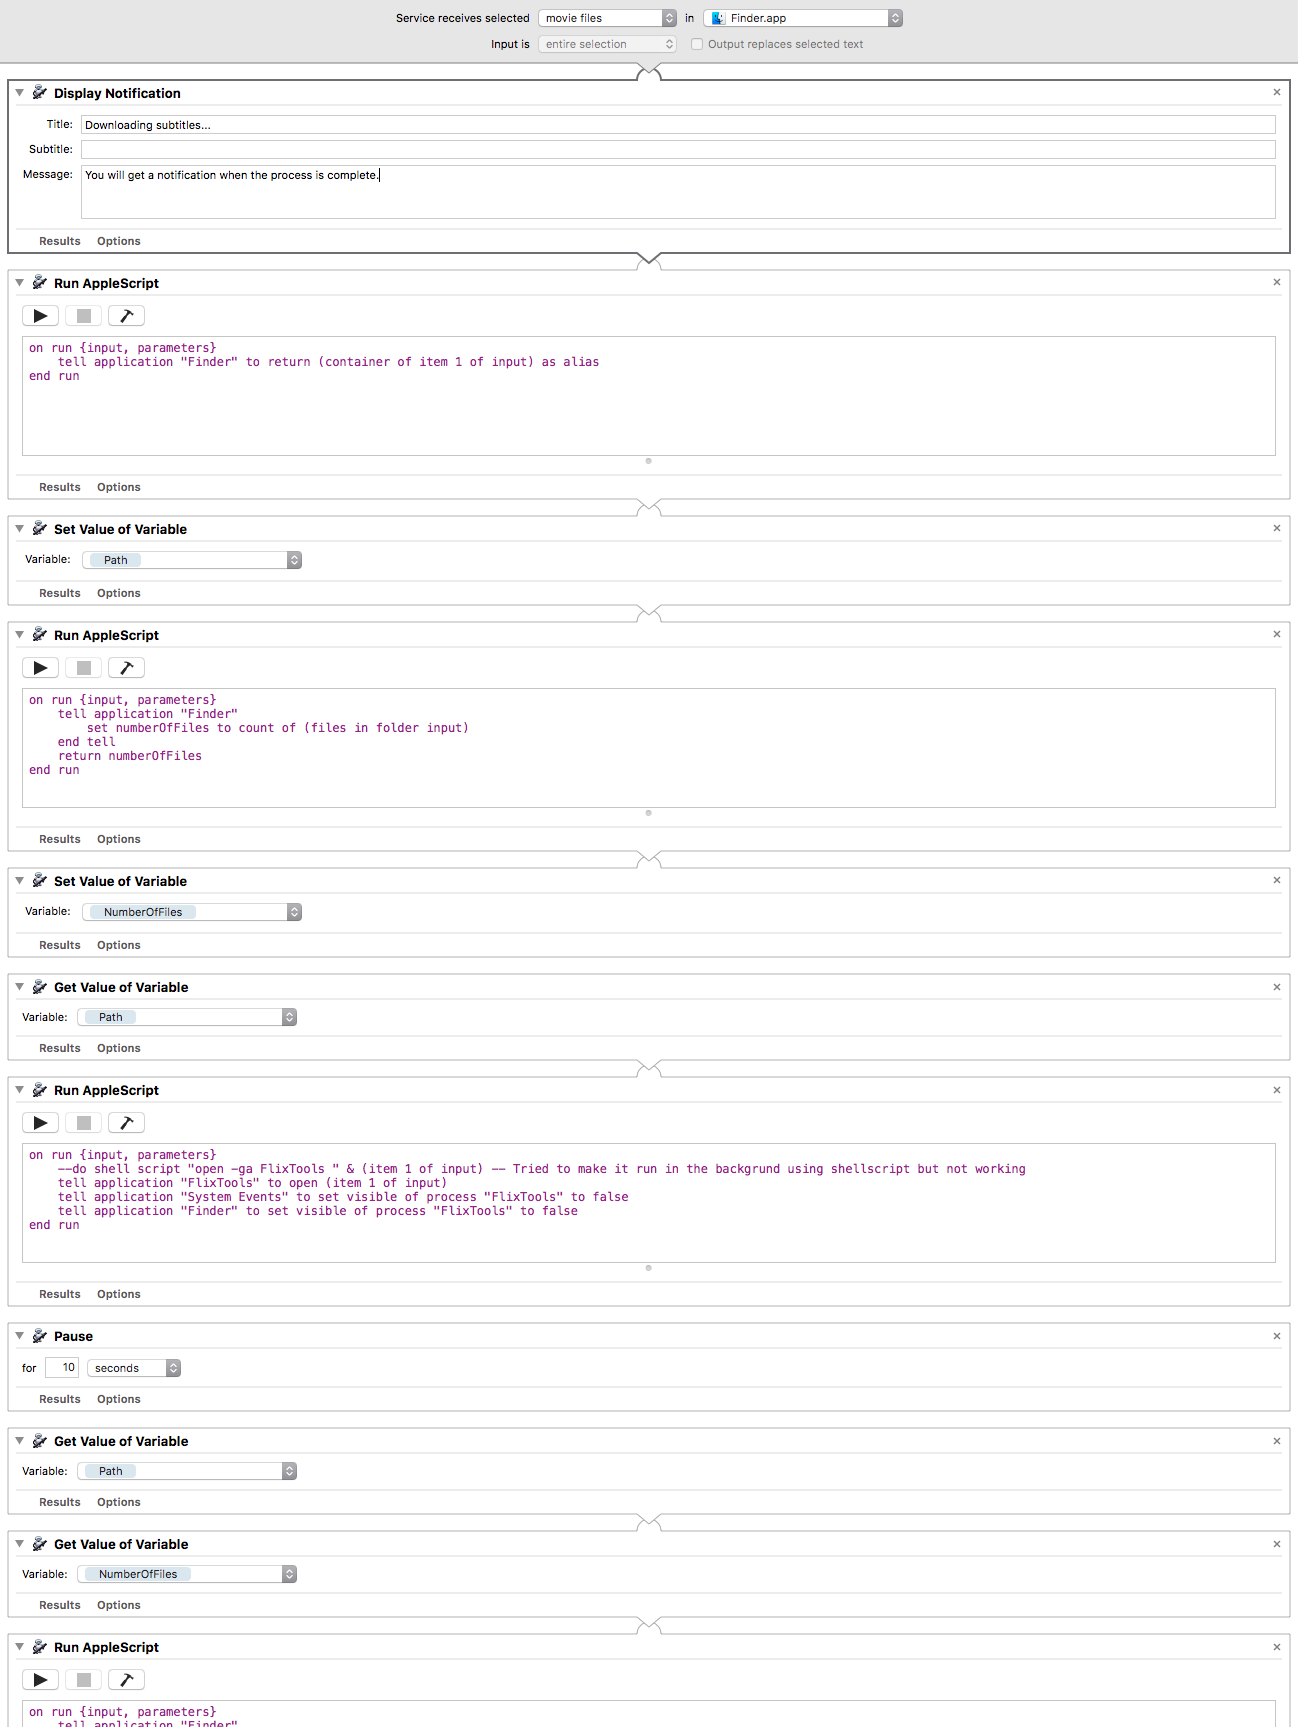 Service receives selected movie files in Finder.app
Input is entire selection Output replaces selected text
Display Notification
Title: Downloading subtitles...
Subtitle:
Message: You will get a notification when the process is complete.
Results Options
Run AppleScript
on run {input, parameters}
tell application "Finder" to return (container of item 1 of input) as alias
end run
Results Options
Set Value of Variable
Variable: Path
Results Options
Run AppleScript
on run {input, parameters}
tell application "Finder"
set numberOfFiles to count of (files in folder input)
end tell
return numberOfFiles
end run
Results Options
Set Value of Variable
Variable: NumberOfFiles
Results Options
Get Value of Variable
Variable: Path
Results Options
Run AppleScript
on run {input, parameters}
--do shell script "open -ga FlixTools " & (item 1 of input) -- Tried to make it run in the backgrund using shellscript but not working
tell application "FlixTools" to open (item 1 of input)
tell application "System Events" to set visible of process "FlixTools" to false
tell application "Finder" to set visible of process "FlixTools" to false
end run
Results Options
Pause
for 10 seconds
Results Options
Get Value of Variable
Variable: Path
Results Options
Get Value of Variable
Variable: NumberOfFiles
Results Options
Run AppleScript
on run {input, parameters}
tell application "Finder"